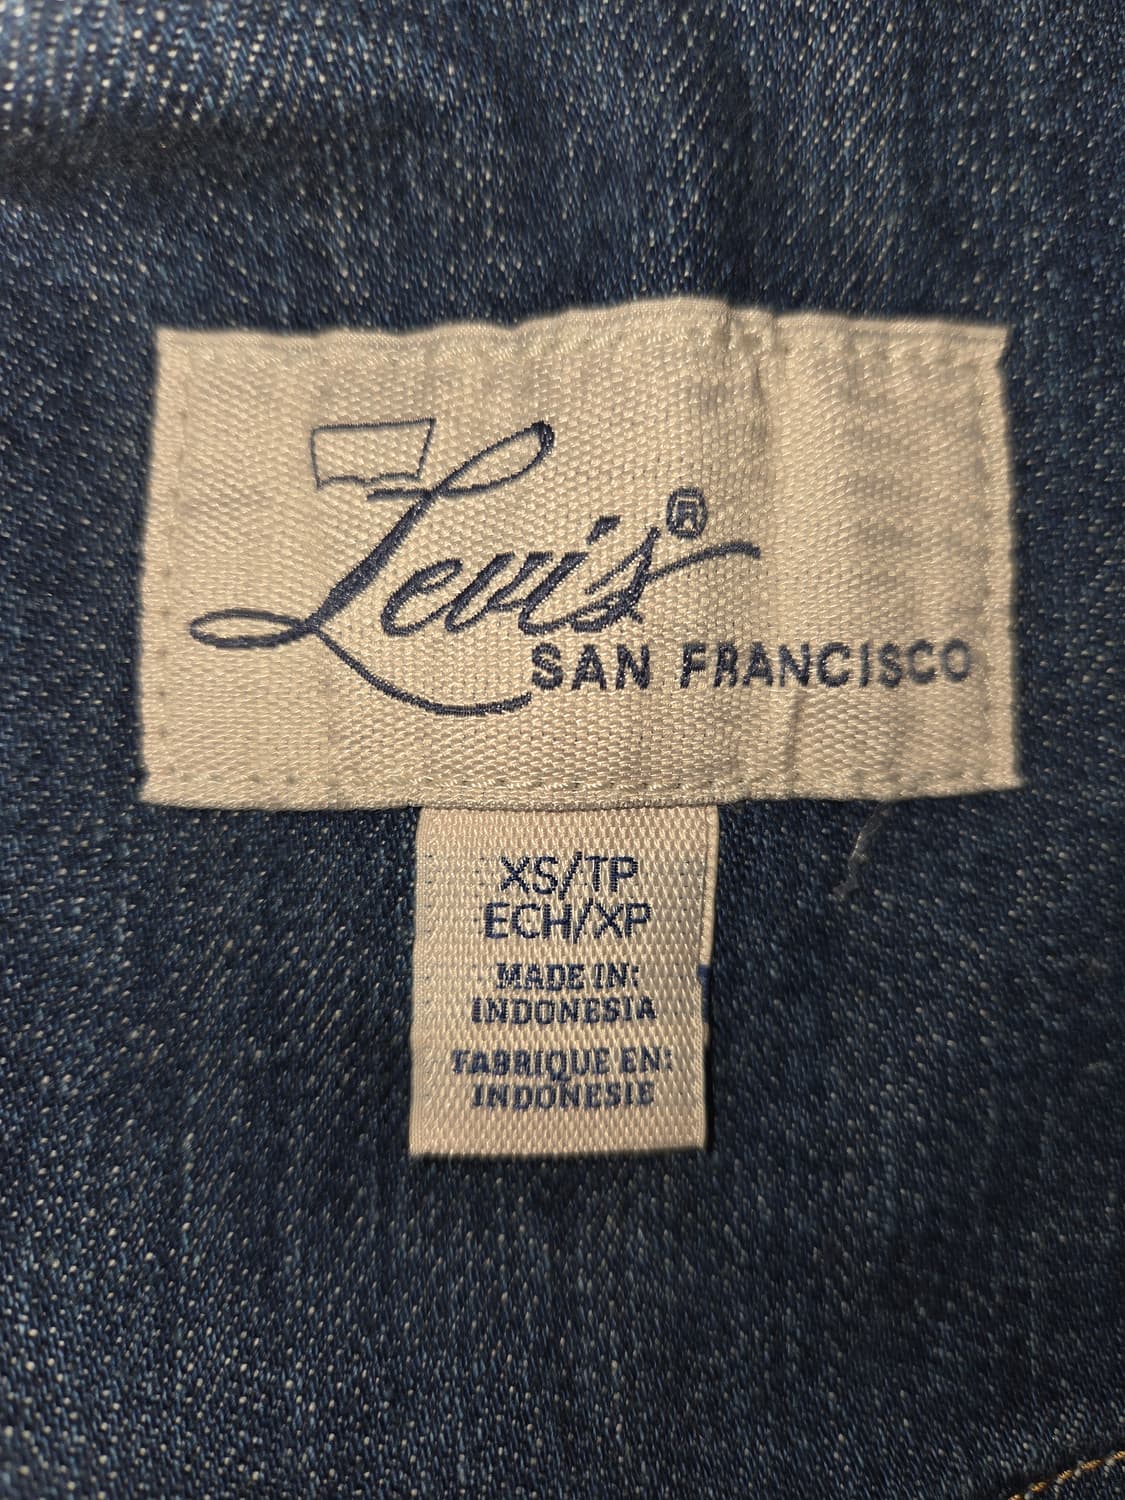 Levi's®
SAN FRANCISCO
XS/TP
ECH/XP
MADE IN:
INDONESIA
FABRIQUE EN:
INDONESIE